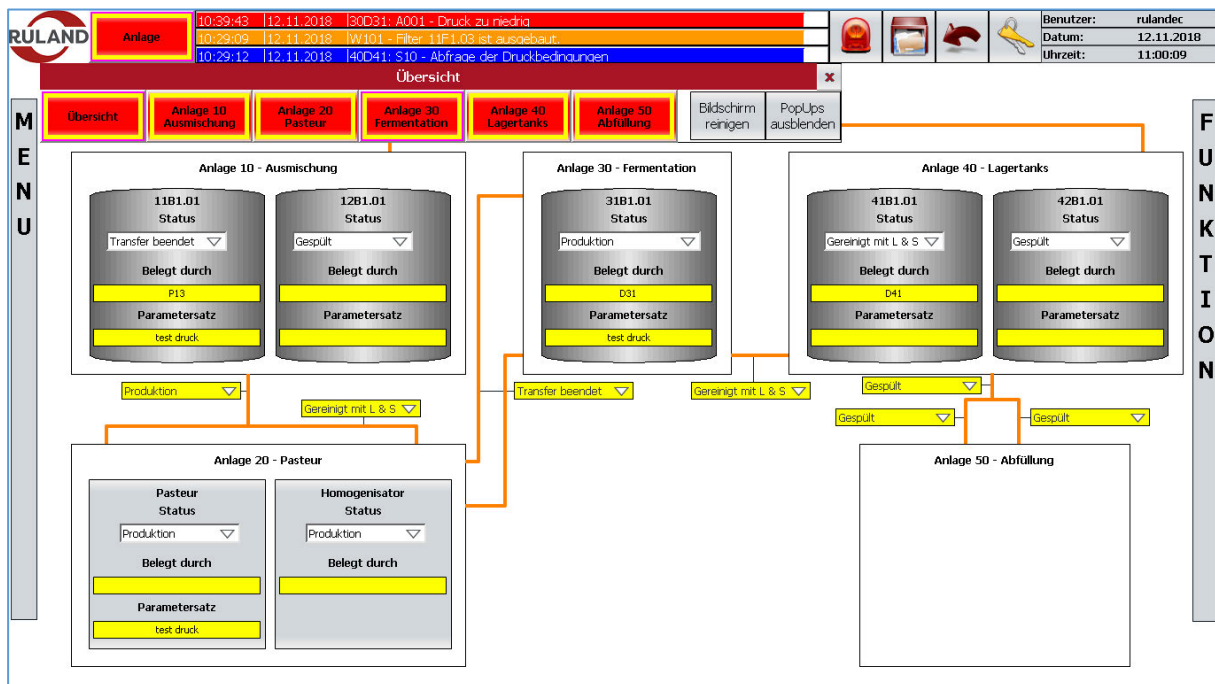 RULAND
Anlage
10:39:43 12.11.2018 30D31: A001 - Druck zu niedrig
10:29:09 12.11.2018 W101 - Filter 11F1.03 ist ausgebaut.
10:29:12 12.11.2018 40D41: S10 - Abfrage der Druckbedingungen
Benutzer: rulandec
Datum: 12.11.2018
Uhrzeit: 11:00:09
Übersicht
x
Übersicht
Anlage 10
Ausmischung
Anlage 20
Pasteur
Anlage 30
Fermentation
Anlage 40
Lagertanks
Anlage 50
Abfüllung
Bildschirm
reinigen
PopUps
ausblenden
MENU
FUNKTION
Anlage 10 - Ausmischung
11B1.01
Status
Transfer beendet
Belegt durch
P13
Parametersatz
test druck
12B1.01
Status
Gespült
Belegt durch
Parametersatz
Anlage 30 - Fermentation
31B1.01
Status
Produktion
Belegt durch
D31
Parametersatz
test druck
Anlage 40 - Lagertanks
41B1.01
Status
Gereinigt mit L & S
Belegt durch
D41
Parametersatz
42B1.01
Status
Gespült
Belegt durch
Parametersatz
Produktion
Gereinigt mit L & S
Transfer beendet
Gereinigt mit L & S
Gespült
Gespült
Gespült
Anlage 20 - Pasteur
Pasteur
Status
Produktion
Belegt durch
Parametersatz
test druck
Homogenisator
Status
Produktion
Belegt durch
Anlage 50 - Abfüllung